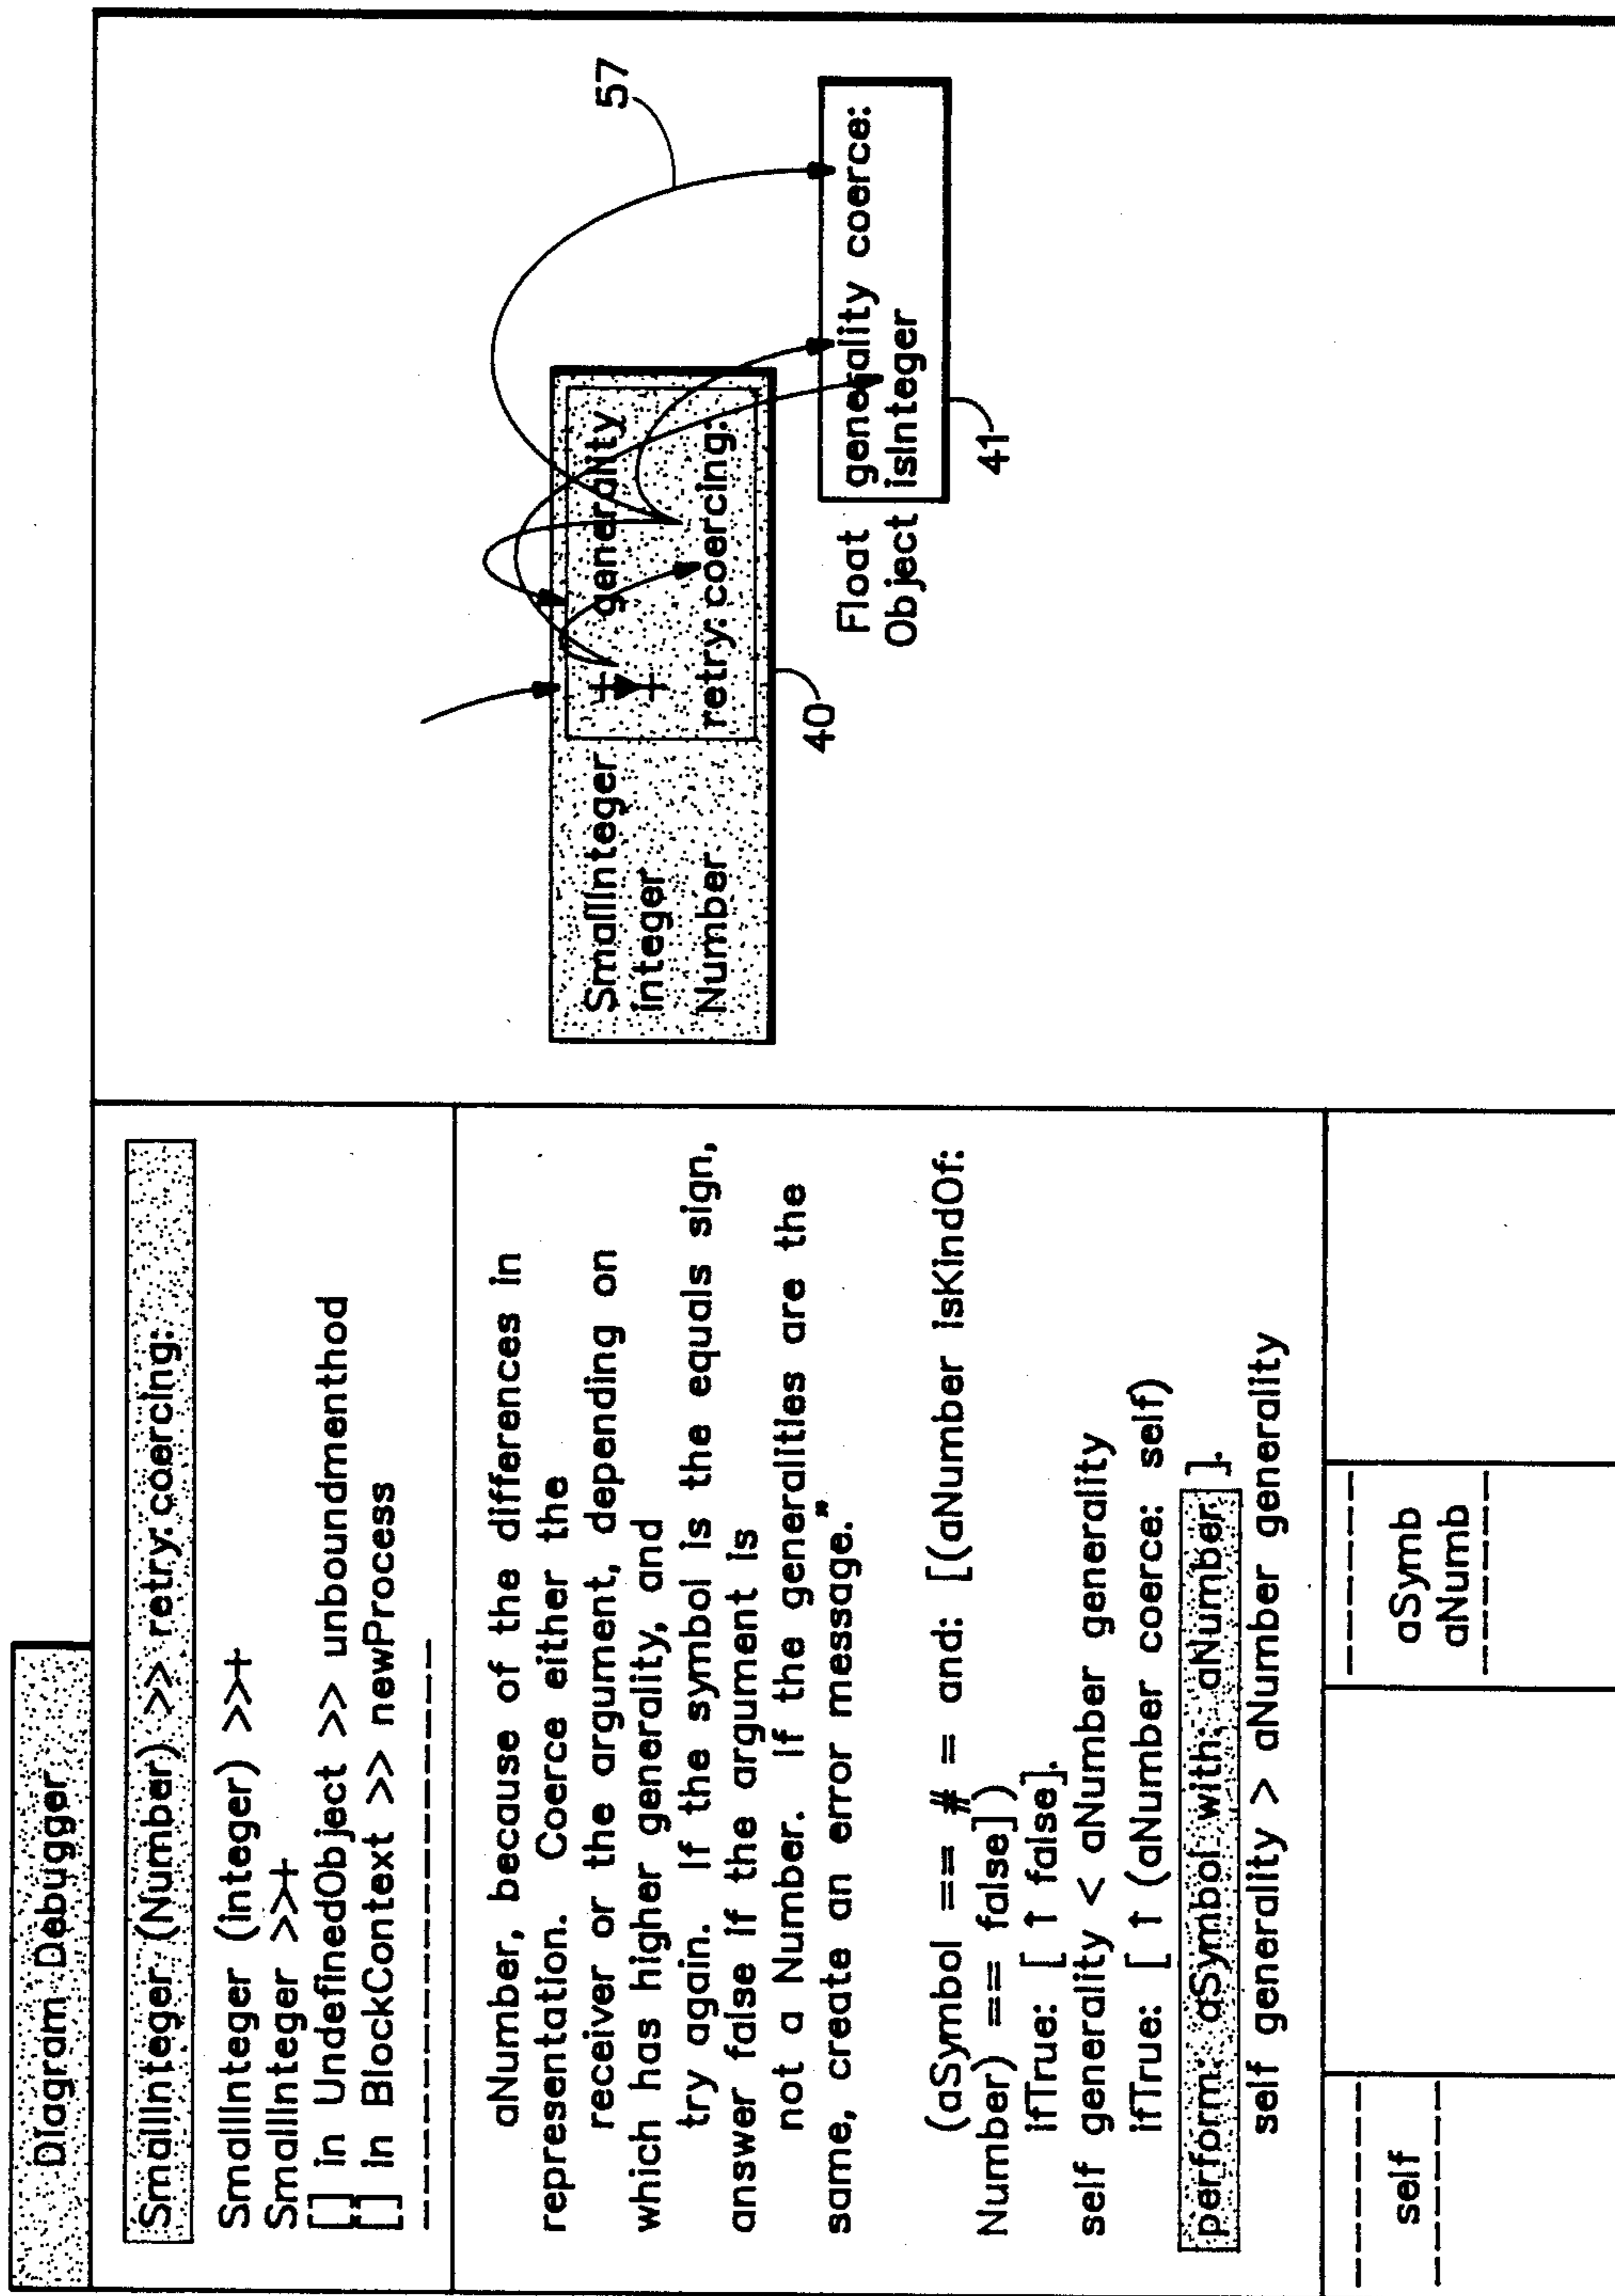 Diagram Debugger
SmallInteger (Number) >> retry: coercing:
SmallInteger (integer) >>+
SmallInteger >>+
[] in UndefinedObject >> unboundmenthod
[] in BlockContext >> newProcess
aNumber, because of the differences in
representation. Coerce either the
receiver or the argument, depending on
which has higher generality, and
try again. If the symbol is the equals sign,
answer false if the argument is
not a Number. If the generalities are the
same, create an error message."
(aSymbol == # = and: [(aNumber isKindOf:
Number) == false])
ifTrue: [ ↑ false].
self generality < aNumber generality
ifTrue: [ ↑ (aNumber coerce: self)
perform: aSymbol with: aNumber ].
self generality > aNumber generality
self
aSymb
aNumb
SmallInteger + generality
integer +
Number retry: coercing:
40
Float generality coerce:
Object isInteger
41
57